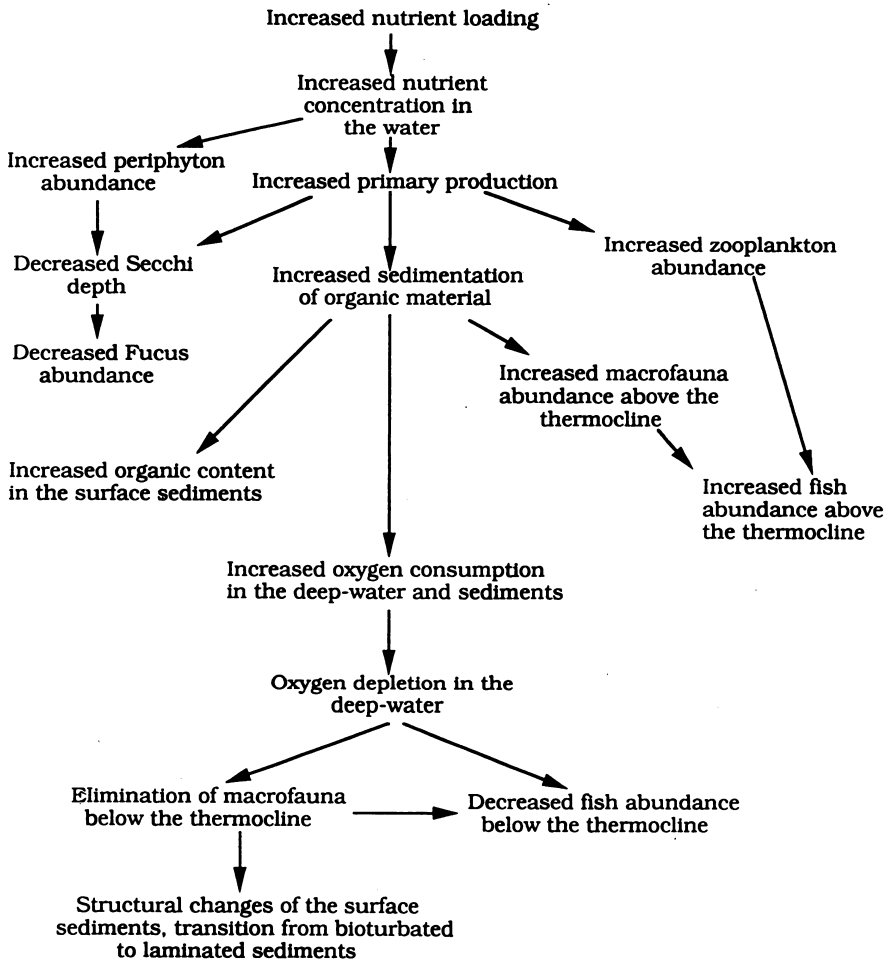 Increased nutrient loading
Increased nutrient
concentration in
the water
Increased periphyton
abundance
Increased primary production
Decreased Secchi
depth
Increased sedimentation
of organic material
Increased zooplankton
abundance
Decreased Fucus
abundance
Increased macrofauna
abundance above the
thermocline
Increased organic content
in the surface sediments
Increased fish
abundance above
the thermocline
Increased oxygen consumption
in the deep-water and sediments
Oxygen depletion in the
deep-water
Elimination of macrofauna
below the thermocline
Decreased fish abundance
below the thermocline
Structural changes of the surface
sediments, transition from bioturbated
to laminated sediments